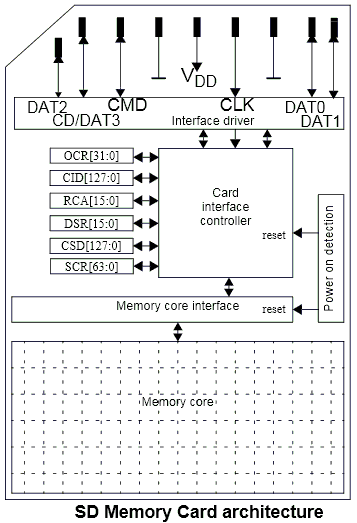 V_DD
DAT2 CMD CLK DAT0
CD/DAT3 Interface driver DAT1
OCR[31:0]
CID[127:0]
RCA[15:0]
DSR[15:0]
CSD[127:0]
SCR[63:0]
Card
interface
controller
reset
Power on detection
Memory core interface reset
Memory core
SD Memory Card architecture